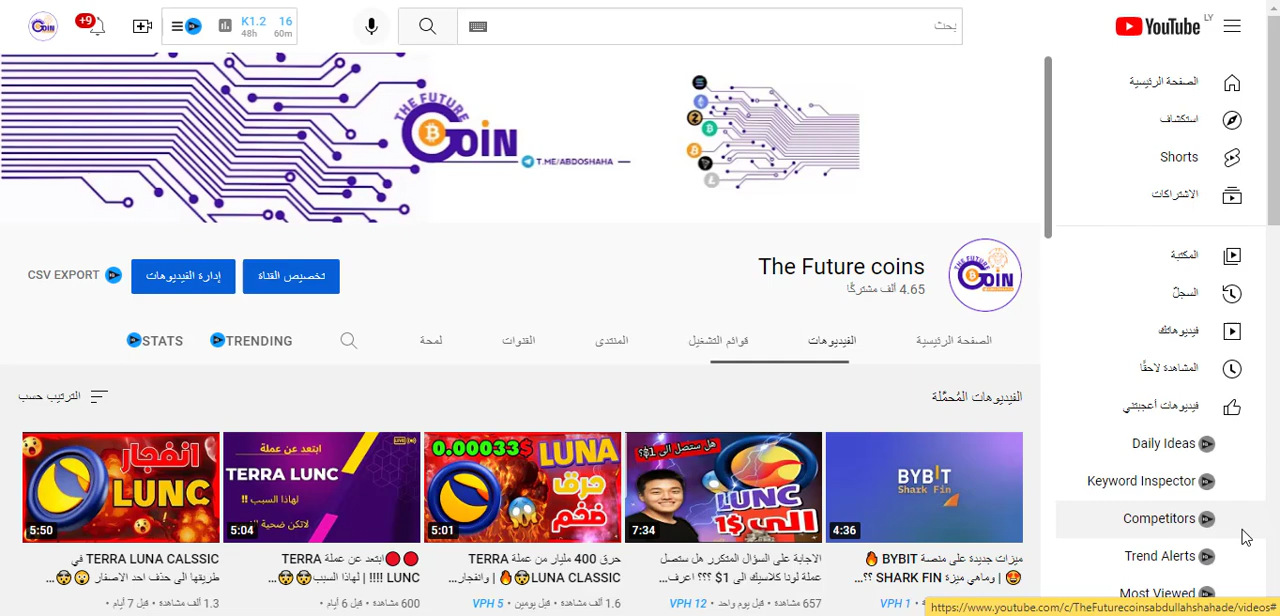 +9
K1.2 16
48h 60m
بحث
YouTube LY
THE FUTURE
COIN
T.ME/ABDOSHAHA
الصفحة الرئيسية
استكشاف
Shorts
الاشتراكات
المكتبة
السجلّ
فيديوهاتك
المشاهدة لاحقًا
فيديوهات أعجبتني
Daily Ideas
Keyword Inspector
Competitors
Trend Alerts
Most Viewed
The Future coins
4.65 ألف مشتركًا
تخصيص القناة
إدارة الفيديوهات
CSV EXPORT
الصفحة الرئيسية
الفيديوهات
قوائم التشغيل
المنتدى
القنوات
لمحة
TRENDING
STATS
الفيديوهات المُحمَّلة
الترتيب حسب
BYBIT
Shark Fin
4:36
ميزات جديدة على منصة BYBIT 🔥
🤩 | وماهي ميزة SHARK FIN ؟؟...
VPH 1
هل ستصل الى 1$؟
LUNC
الى 1$
7:34
الاجابة على السؤال المتكرر هل ستصل
عملة لونا كلاسيك الى 1$ ؟؟؟ اعرف...
657 مشاهدة • قبل يوم واحد • VPH 12
0.00033$ LUNA
حرق
ضخم
5:01
حرق 400 مليار من عملة TERRA
LUNA CLASSIC😨🔥 | وانفجار...
1.6 ألف مشاهدة • قبل يومين • VPH 5
LIVE
ابتعد عن عملة
TERRA LUNC
لهذاا السبب !!
لاتكن ضحية ال
5:04
🔴🔴ابتعد عن عملة TERRA
LUNC !!!! | لهذاا السبب😨😨...
600 مشاهدة • قبل 6 أيام •
انفجار
LUNC
5:50
TERRA LUNA CALSSIC في
طريقها الى حذف احد الاصفار 😮😨...
1.3 ألف مشاهدة • قبل 7 أيام •
https://www.youtube.com/c/TheFuturecoinsabdullahshahade/videos#